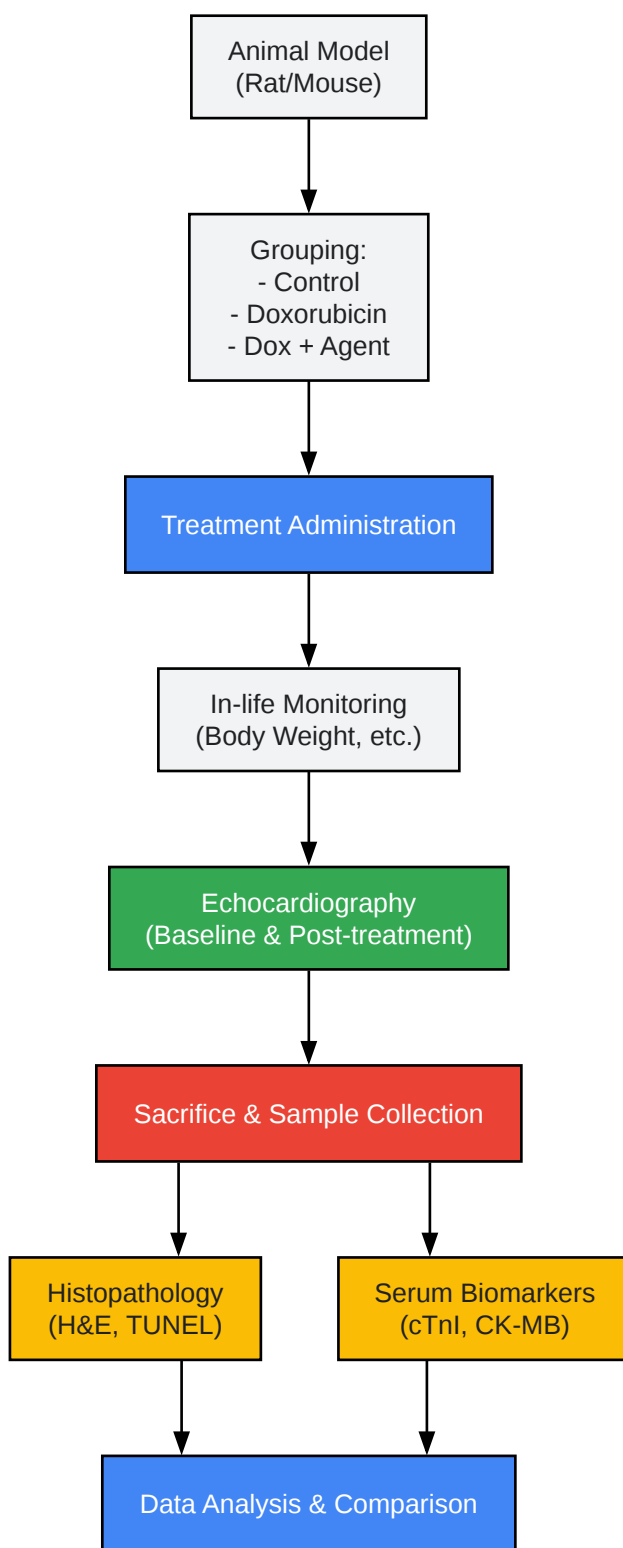 Animal Model
(Rat/Mouse)
Grouping:
- Control
- Doxorubicin
- Dox + Agent
Treatment Administration
In-life Monitoring
(Body Weight, etc.)
Echocardiography
(Baseline & Post-treatment)
Sacrifice & Sample Collection
Histopathology
(H&E, TUNEL)
Serum Biomarkers
(cTnI, CK-MB)
Data Analysis & Comparison